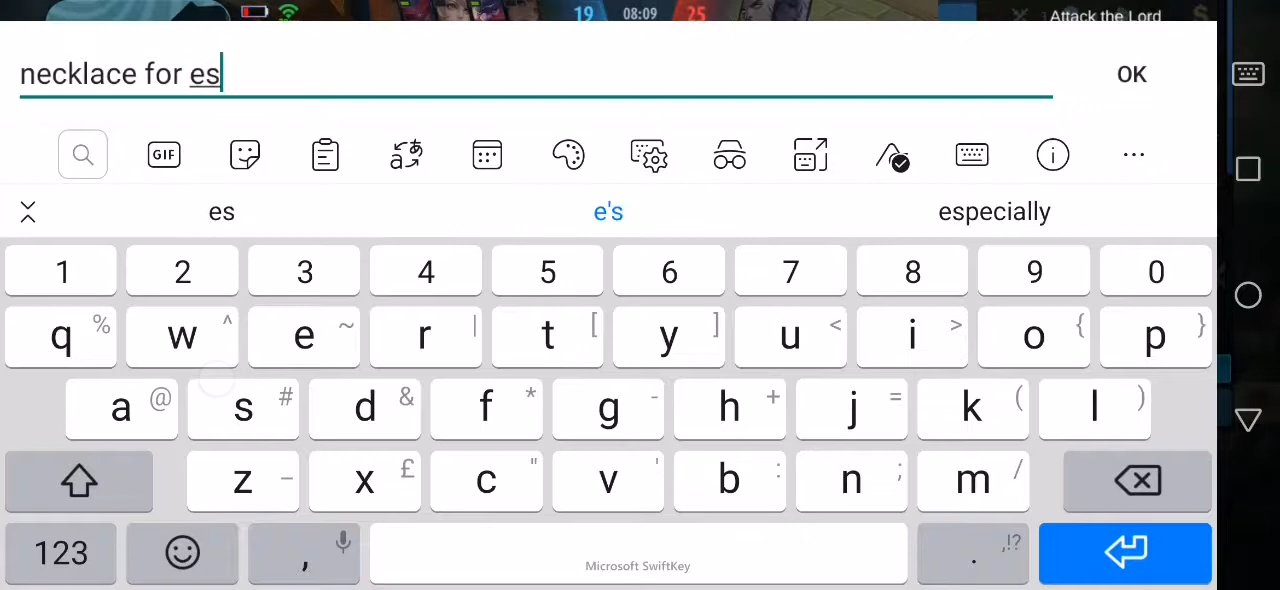 19 08:09 25 Attack the Lord
necklace for es OK
GIF
es e's especially
1 2 3 4 5 6 7 8 9 0
q % w ^ e ~ r | t [ y ] u < i > o { p }
a @ s # d & f * g - h + j = k ( l )
z _ x £ c " v ' b : n ; m /
123 , Microsoft SwiftKey . ,!?